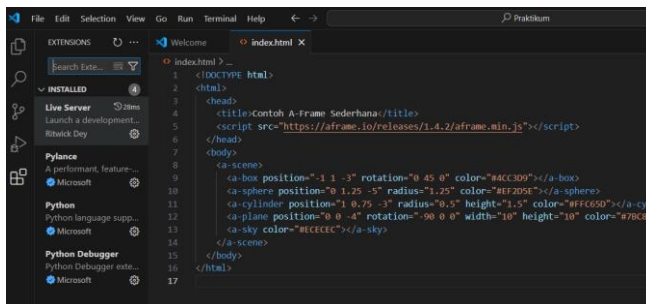 File Edit Selection View Go Run Terminal Help
Praktikum
EXTENSIONS
Search Exte...
INSTALLED 4
Live Server 28ms
Launch a development...
Ritwick Dey
Pylance
A performant, feature-...
Microsoft
Python
Python language supp...
Microsoft
Python Debugger
Python Debugger exte...
Microsoft
Welcome
index.html
index.html > ...
1 <!DOCTYPE html>
2 <html>
3 <head>
4 <title>Contoh A-Frame Sederhana</title>
5 <script src="https://aframe.io/releases/1.4.2/aframe.min.js"></script>
6 </head>
7 <body>
8 <a-scene>
9 <a-box position="-1 1 -3" rotation="0 45 0" color="#4CC3D9"></a-box>
10 <a-sphere position="0 1.25 -5" radius="1.25" color="#EF2D5E"></a-sphere>
11 <a-cylinder position="1 0.75 -3" radius="0.5" height="1.5" color="#FFC65D"></a-cy
12 <a-plane position="0 0 -4" rotation="-90 0 0" width="10" height="10" color="#7BC8
13 <a-sky color="#ECECEC"></a-sky>
14 </a-scene>
15 </body>
16 </html>
17